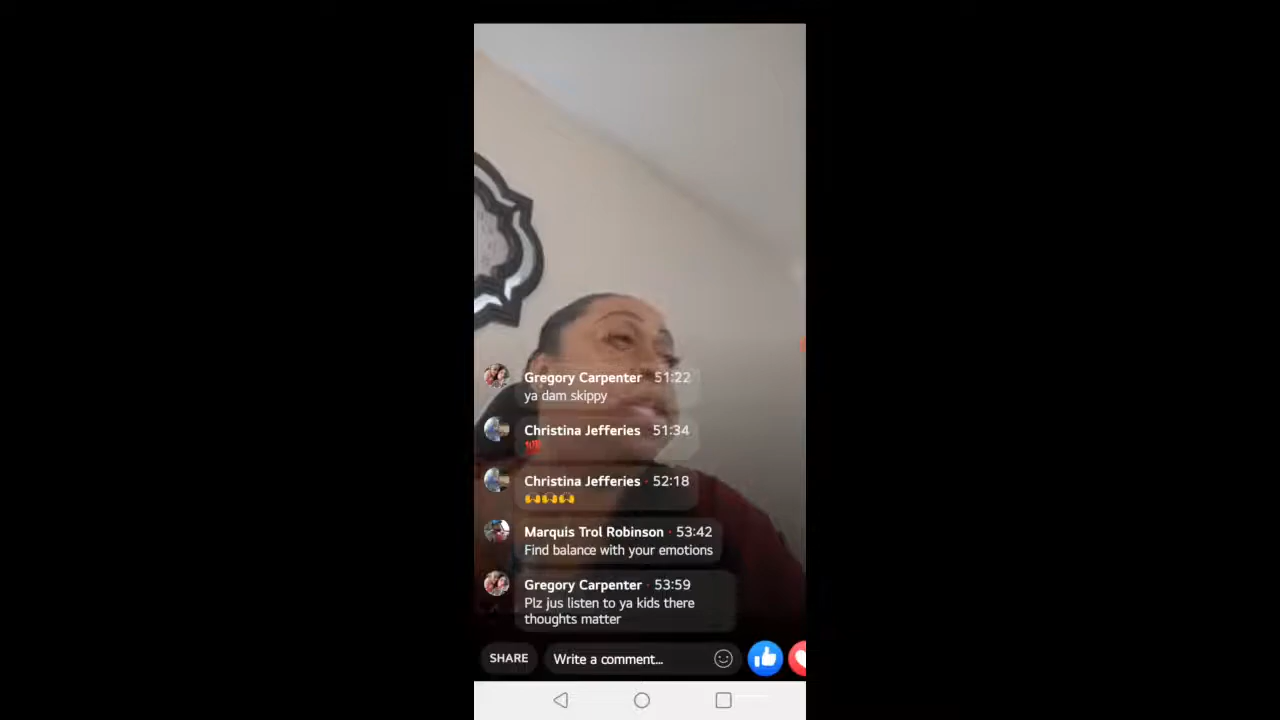 Gregory Carpenter · 51:22
ya dam skippy
Christina Jefferies · 51:34
💯
Christina Jefferies · 52:18
🙌🙌🙌
Marquis Trol Robinson · 53:42
Find balance with your emotions
Gregory Carpenter · 53:59
Plz jus listen to ya kids there
thoughts matter
SHARE
Write a comment...